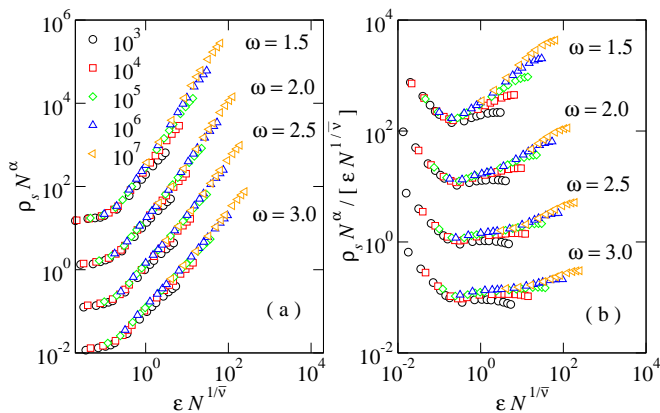 10^6
10^4
10^2
10^0
10^-2
ρ_s N^α
10^3
10^4
10^5
10^6
10^7
ω = 1.5
ω = 2.0
ω = 2.5
ω = 3.0
( a )
10^0
10^2
10^4
ε N^{1/ν̄}
10^4
10^2
10^0
10^-2
ρ_s N^α / [ ε N^{1/ν̄} ]
ω = 1.5
ω = 2.0
ω = 2.5
ω = 3.0
( b )
10^-2
10^0
10^2
10^4
ε N^{1/ν̄}